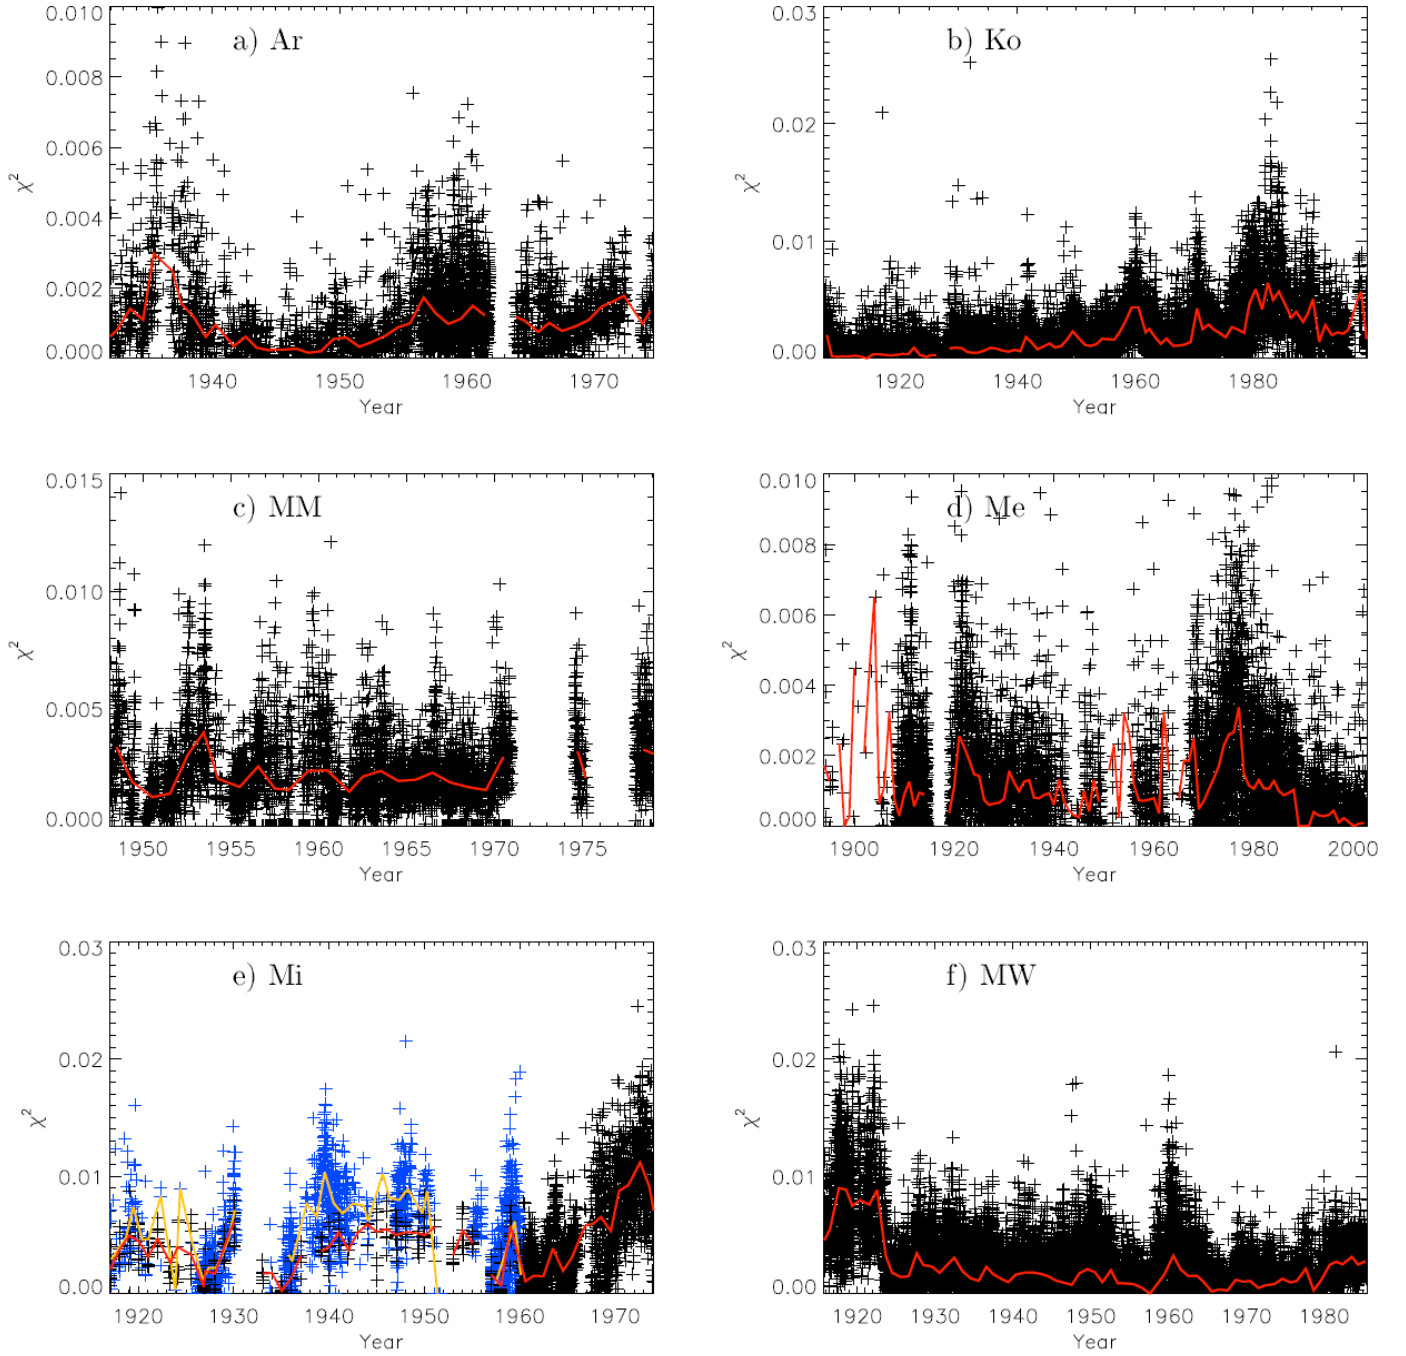 a) Ar
0.010
0.008
0.006
0.004
0.002
0.000
χ²
1940 1950 1960 1970
Year
b) Ko
0.03
0.02
0.01
0.00
χ²
1920 1940 1960 1980
Year
c) MM
0.015
0.010
0.005
0.000
χ²
1950 1955 1960 1965 1970 1975
Year
d) Me
0.010
0.008
0.006
0.004
0.002
0.000
χ²
1900 1920 1940 1960 1980 2000
Year
e) Mi
0.03
0.02
0.01
0.00
χ²
1920 1930 1940 1950 1960 1970
Year
f) MW
0.03
0.02
0.01
0.00
χ²
1920 1930 1940 1950 1960 1970 1980
Year